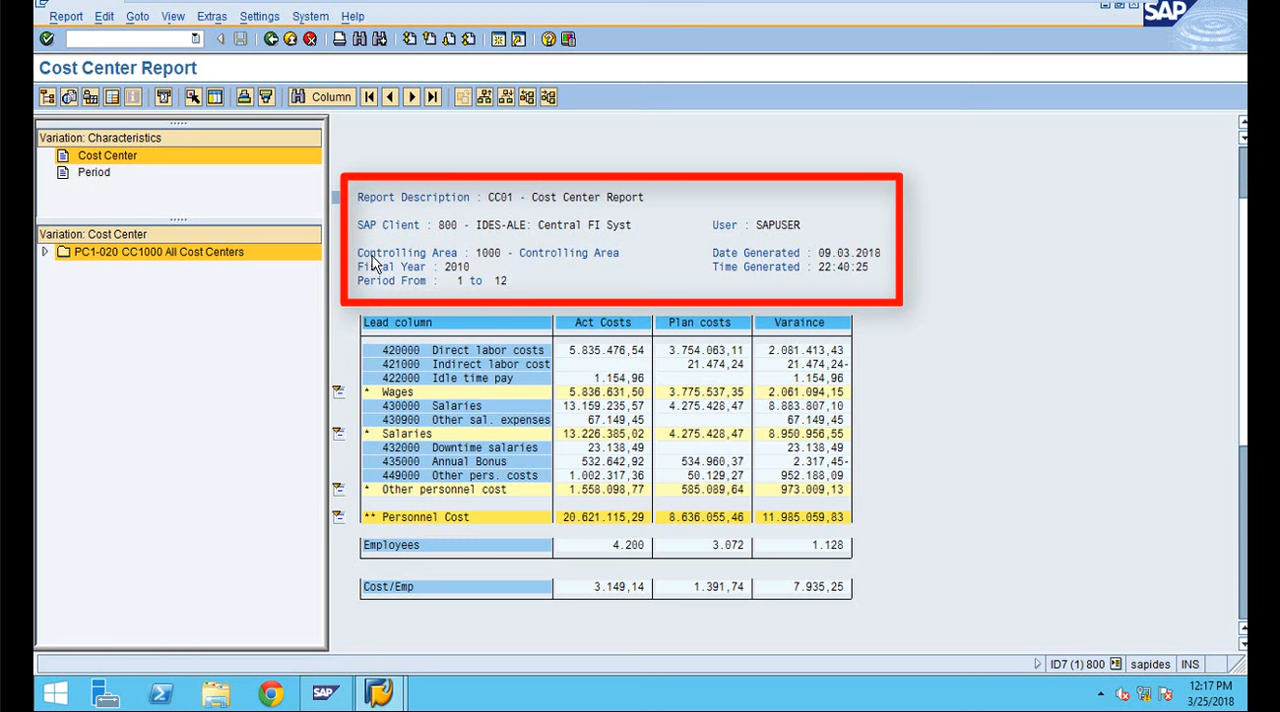 Report Edit Goto View Extras Settings System Help
SAP
Cost Center Report
Column
Variation: Characteristics
Cost Center
Period
Variation: Cost Center
PC1-020 CC1000 All Cost Centers
Report Description : CC01 - Cost Center Report
SAP Client : 800 - IDES-ALE: Central FI Syst User : SAPUSER
Controlling Area : 1000 - Controlling Area Date Generated : 09.03.2018
Fiscal Year : 2010 Time Generated : 22:40:25
Period From : 1 to 12
Lead column Act Costs Plan costs Varaince
420000 Direct labor costs 5.835.476,54 3.754.063,11 2.081.413,43
421000 Indirect labor cost 21.474,24 21.474,24-
422000 Idle time pay 1.154,96 1.154,96
* Wages 5.836.631,50 3.775.537,35 2.061.094,15
430000 Salaries 13.159.235,57 4.275.428,47 8.883.807,10
430900 Other sal. expenses 67.149,45 67.149,45
* Salaries 13.226.385,02 4.275.428,47 8.950.956,55
432000 Downtime salaries 23.138,49 23.138,49
435000 Annual Bonus 532.642,92 534.960,37 2.317,45-
449000 Other pers. costs 1.002.317,36 50.129,27 952.188,09
* Other personnel cost 1.558.098,77 585.089,64 973.009,13
** Personnel Cost 20.621.115,29 8.636.055,46 11.985.059,83
Employees 4.200 3.072 1.128
Cost/Emp 3.149,14 1.391,74 7.935,25
ID7 (1) 800 sapides INS
SAP
12:17 PM
3/25/2018